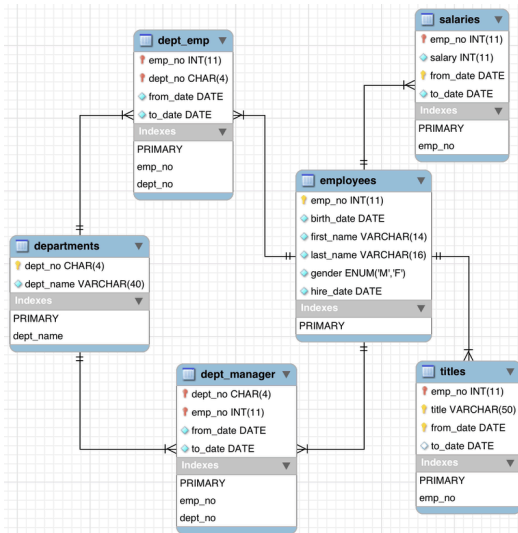 dept_emp
emp_no INT(11)
dept_no CHAR(4)
from_date DATE
to_date DATE
Indexes
PRIMARY
emp_no
dept_no
salaries
emp_no INT(11)
salary INT(11)
from_date DATE
to_date DATE
Indexes
PRIMARY
emp_no
employees
emp_no INT(11)
birth_date DATE
first_name VARCHAR(14)
last_name VARCHAR(16)
gender ENUM('M','F')
hire_date DATE
Indexes
PRIMARY
departments
dept_no CHAR(4)
dept_name VARCHAR(40)
Indexes
PRIMARY
dept_name
dept_manager
dept_no CHAR(4)
emp_no INT(11)
from_date DATE
to_date DATE
Indexes
PRIMARY
emp_no
dept_no
titles
emp_no INT(11)
title VARCHAR(50)
from_date DATE
to_date DATE
Indexes
PRIMARY
emp_no